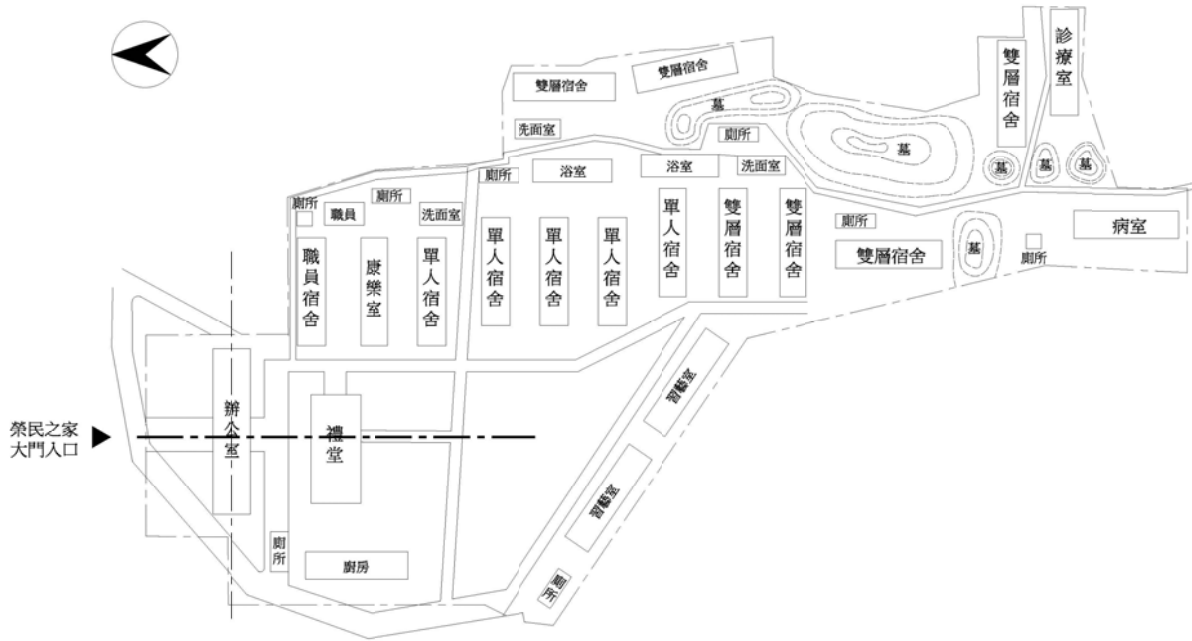 雙層宿舍
雙層宿舍
墓
洗面室
廁所
墓
雙層宿舍
診療室
墓
墓
墓
廁所
浴室
浴室
洗面室
廁所
職員
廁所
洗面室
職員宿舍
康樂室
單人宿舍
單人宿舍
單人宿舍
單人宿舍
單人宿舍
雙層宿舍
雙層宿舍
廁所
雙層宿舍
墓
廁所
病室
榮民之家
大門入口
辦公室
禮堂
廁所
廚房
習藝室
習藝室
廁所